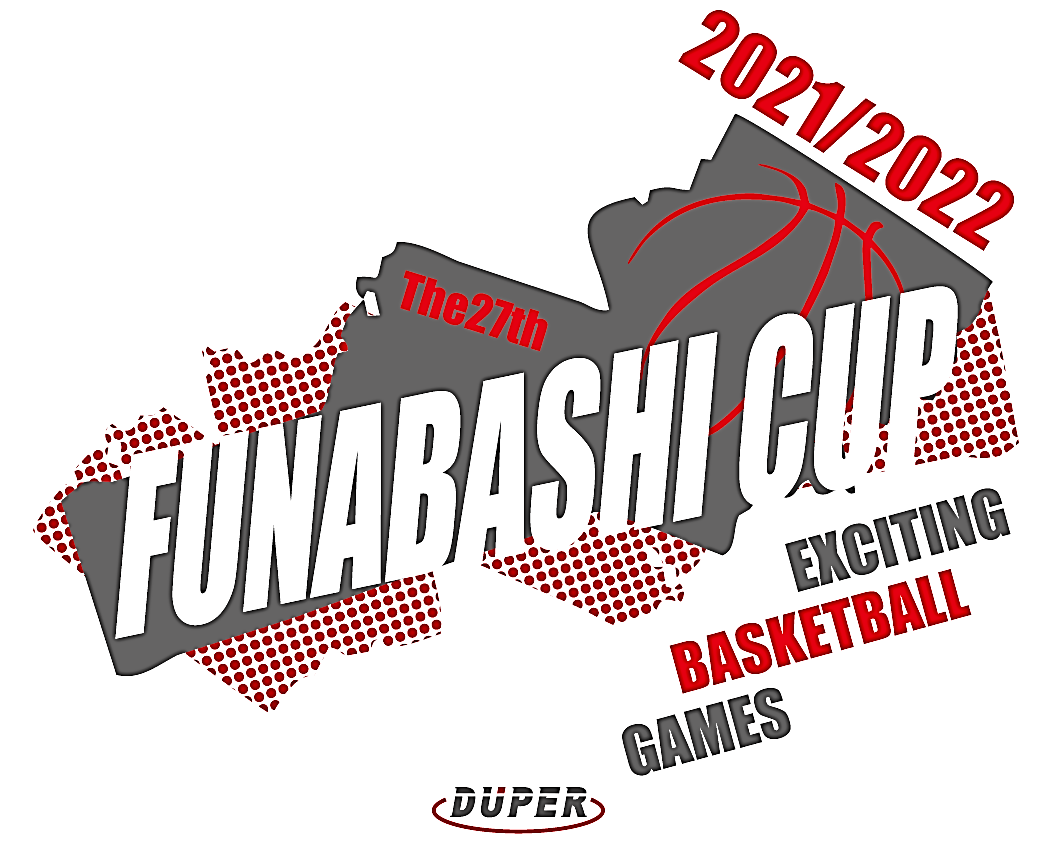 2021/2022
The27th
FUNABASHI CUP
EXCITING
BASKETBALL
GAMES
DUPER